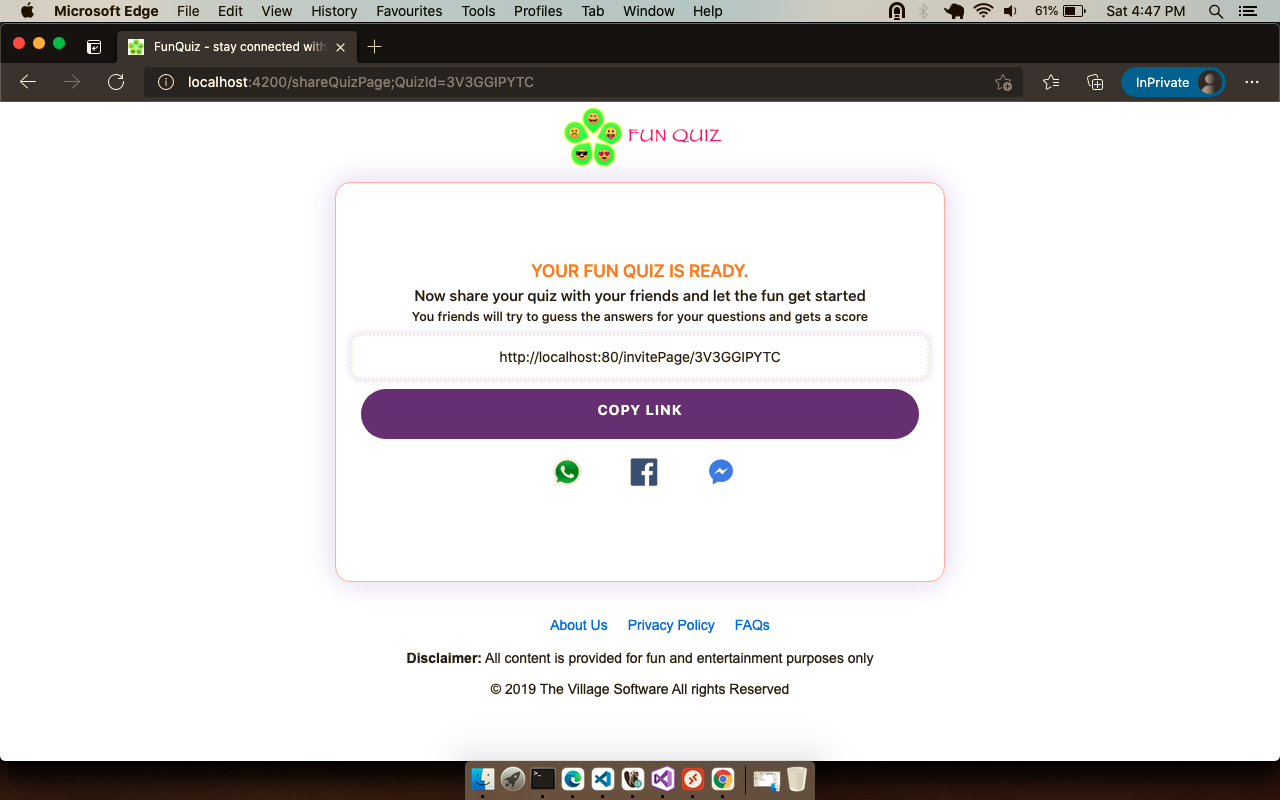 Microsoft Edge File Edit View History Favourites Tools Profiles Tab Window Help 61% Sat 4:47 PM
FunQuiz - stay connected with
localhost:4200/shareQuizPage;QuizId=3V3GGIPYTC InPrivate
FUN QUIZ
YOUR FUN QUIZ IS READY.
Now share your quiz with your friends and let the fun get started
You friends will try to guess the answers for your questions and gets a score
http://localhost:80/invitePage/3V3GGIPYTC
COPY LINK
About Us Privacy Policy FAQs
Disclaimer: All content is provided for fun and entertainment purposes only
© 2019 The Village Software All rights Reserved